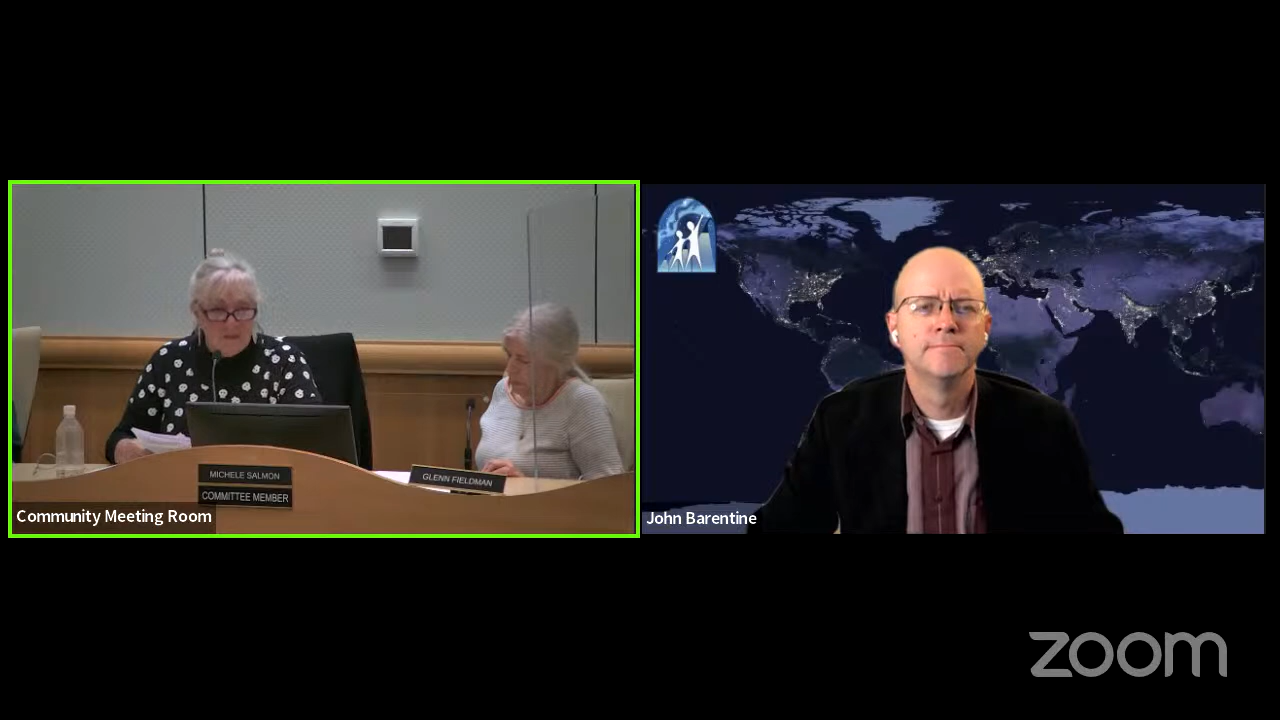 MICHELE SALMON
COMMITTEE MEMBER
GLENN FIELDMAN
Community Meeting Room
John Barentine
zoom